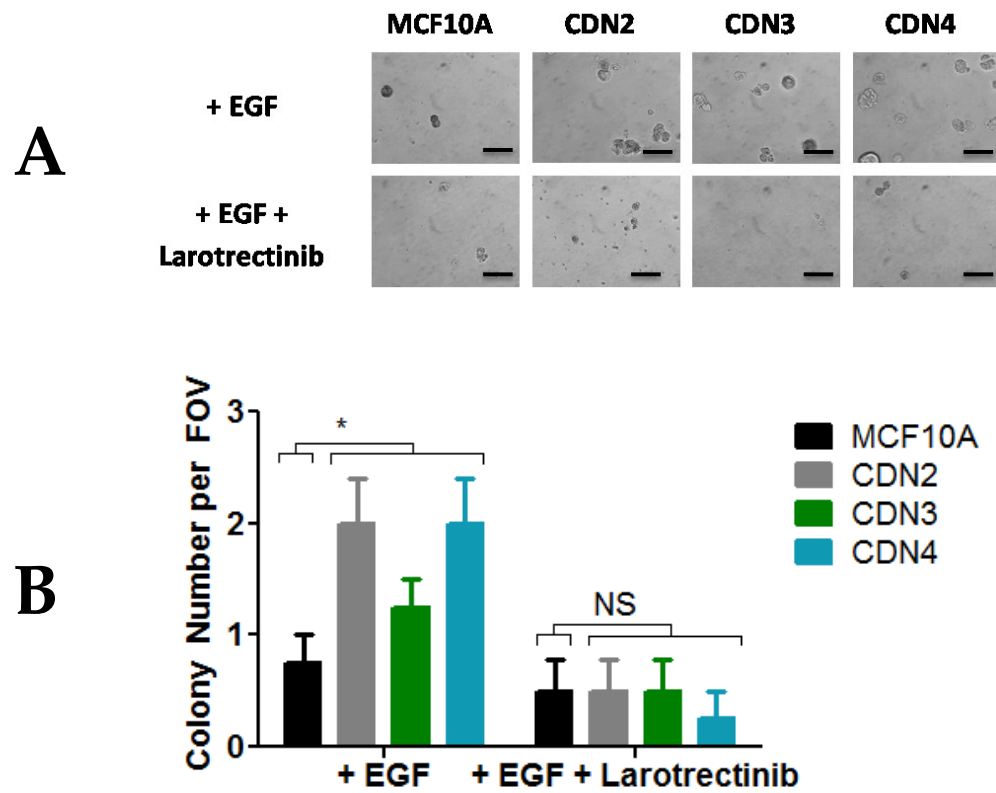 MCF10A CDN2 CDN3 CDN4
+ EGF
A
+ EGF +
Larotrectinib
B
Colony Number per FOV
3
2
1
0
*
NS
MCF10A
CDN2
CDN3
CDN4
+ EGF + EGF + Larotrectinib